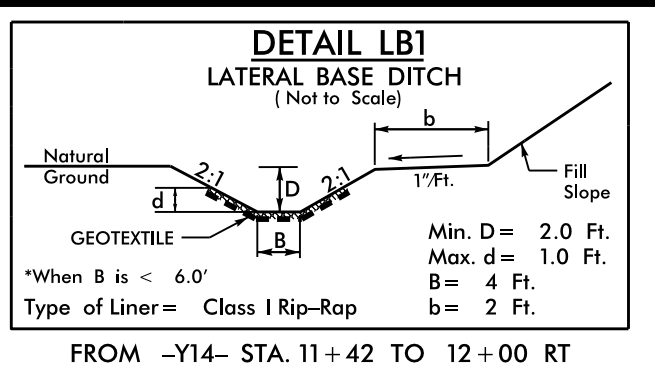 DETAIL LB1
LATERAL BASE DITCH
( Not to Scale)
b
Natural
Ground
2:1
D
2:1
1"/Ft.
Fill
Slope
d
GEOTEXTILE
B
Min. D = 2.0 Ft.
Max. d = 1.0 Ft.
*When B is < 6.0'
B = 4 Ft.
Type of Liner = Class I Rip-Rap
b = 2 Ft.
FROM -Y14- STA. 11+42 TO 12+00 RT